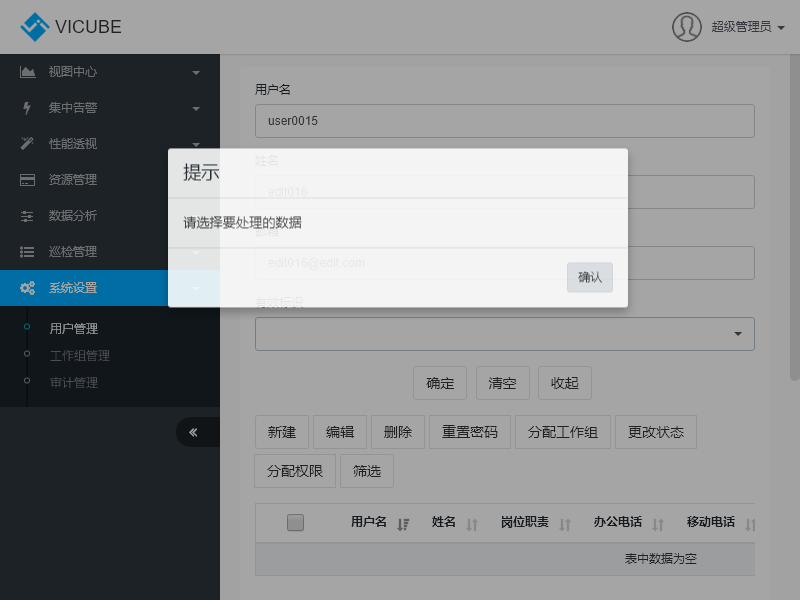 VICUBE
超级管理员
视图中心
集中告警
性能透视
资源管理
数据分析
巡检管理
系统设置
用户管理
工作组管理
审计管理
用户名
user0015
姓名
edit016
提示
请选择要处理的数据
edit016@edit.com
确认
有效标识
确定 清空 收起
新建 编辑 删除 重置密码 分配工作组 更改状态
分配权限 筛选
用户名 姓名 岗位职责 办公电话 移动电话
表中数据为空